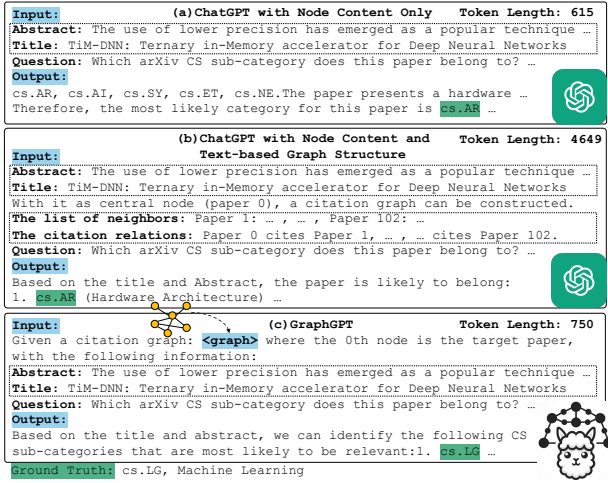 Input: (a)ChatGPT with Node Content Only Token Length: 615
Abstract: The use of lower precision has emerged as a popular technique …
Title: TiM-DNN: Ternary in-Memory accelerator for Deep Neural Networks
Question: Which arXiv CS sub-category does this paper belong to? …
Output:
cs.AR, cs.AI, cs.SY, cs.ET, cs.NE.The paper presents a hardware …
Therefore, the most likely category for this paper is cs.AR …
(b)ChatGPT with Node Content and Token Length: 4649
Input: Text-based Graph Structure
Abstract: The use of lower precision has emerged as a popular technique …
Title: TiM-DNN: Ternary in-Memory accelerator for Deep Neural Networks
With it as central node (paper 0), a citation graph can be constructed.
The list of neighbors: Paper 1: … , … , Paper 102: …
The citation relations: Paper 0 cites Paper 1, … , … cites Paper 102.
Question: Which arXiv CS sub-category does this paper belong to? …
Output:
Based on the title and Abstract, the paper is likely to belong:
1. cs.AR (Hardware Architecture) …
Input: (c)GraphGPT Token Length: 750
Given a citation graph: <graph> where the 0th node is the target paper,
with the following information:
Abstract: The use of lower precision has emerged as a popular technique …
Title: TiM-DNN: Ternary in-Memory accelerator for Deep Neural Networks
Question: Which arXiv CS sub-category does this paper belong to? …
Output:
Based on the title and abstract, we can identify the following CS
sub-categories that are most likely to be relevant:1. cs.LG …
Ground Truth: cs.LG, Machine Learning